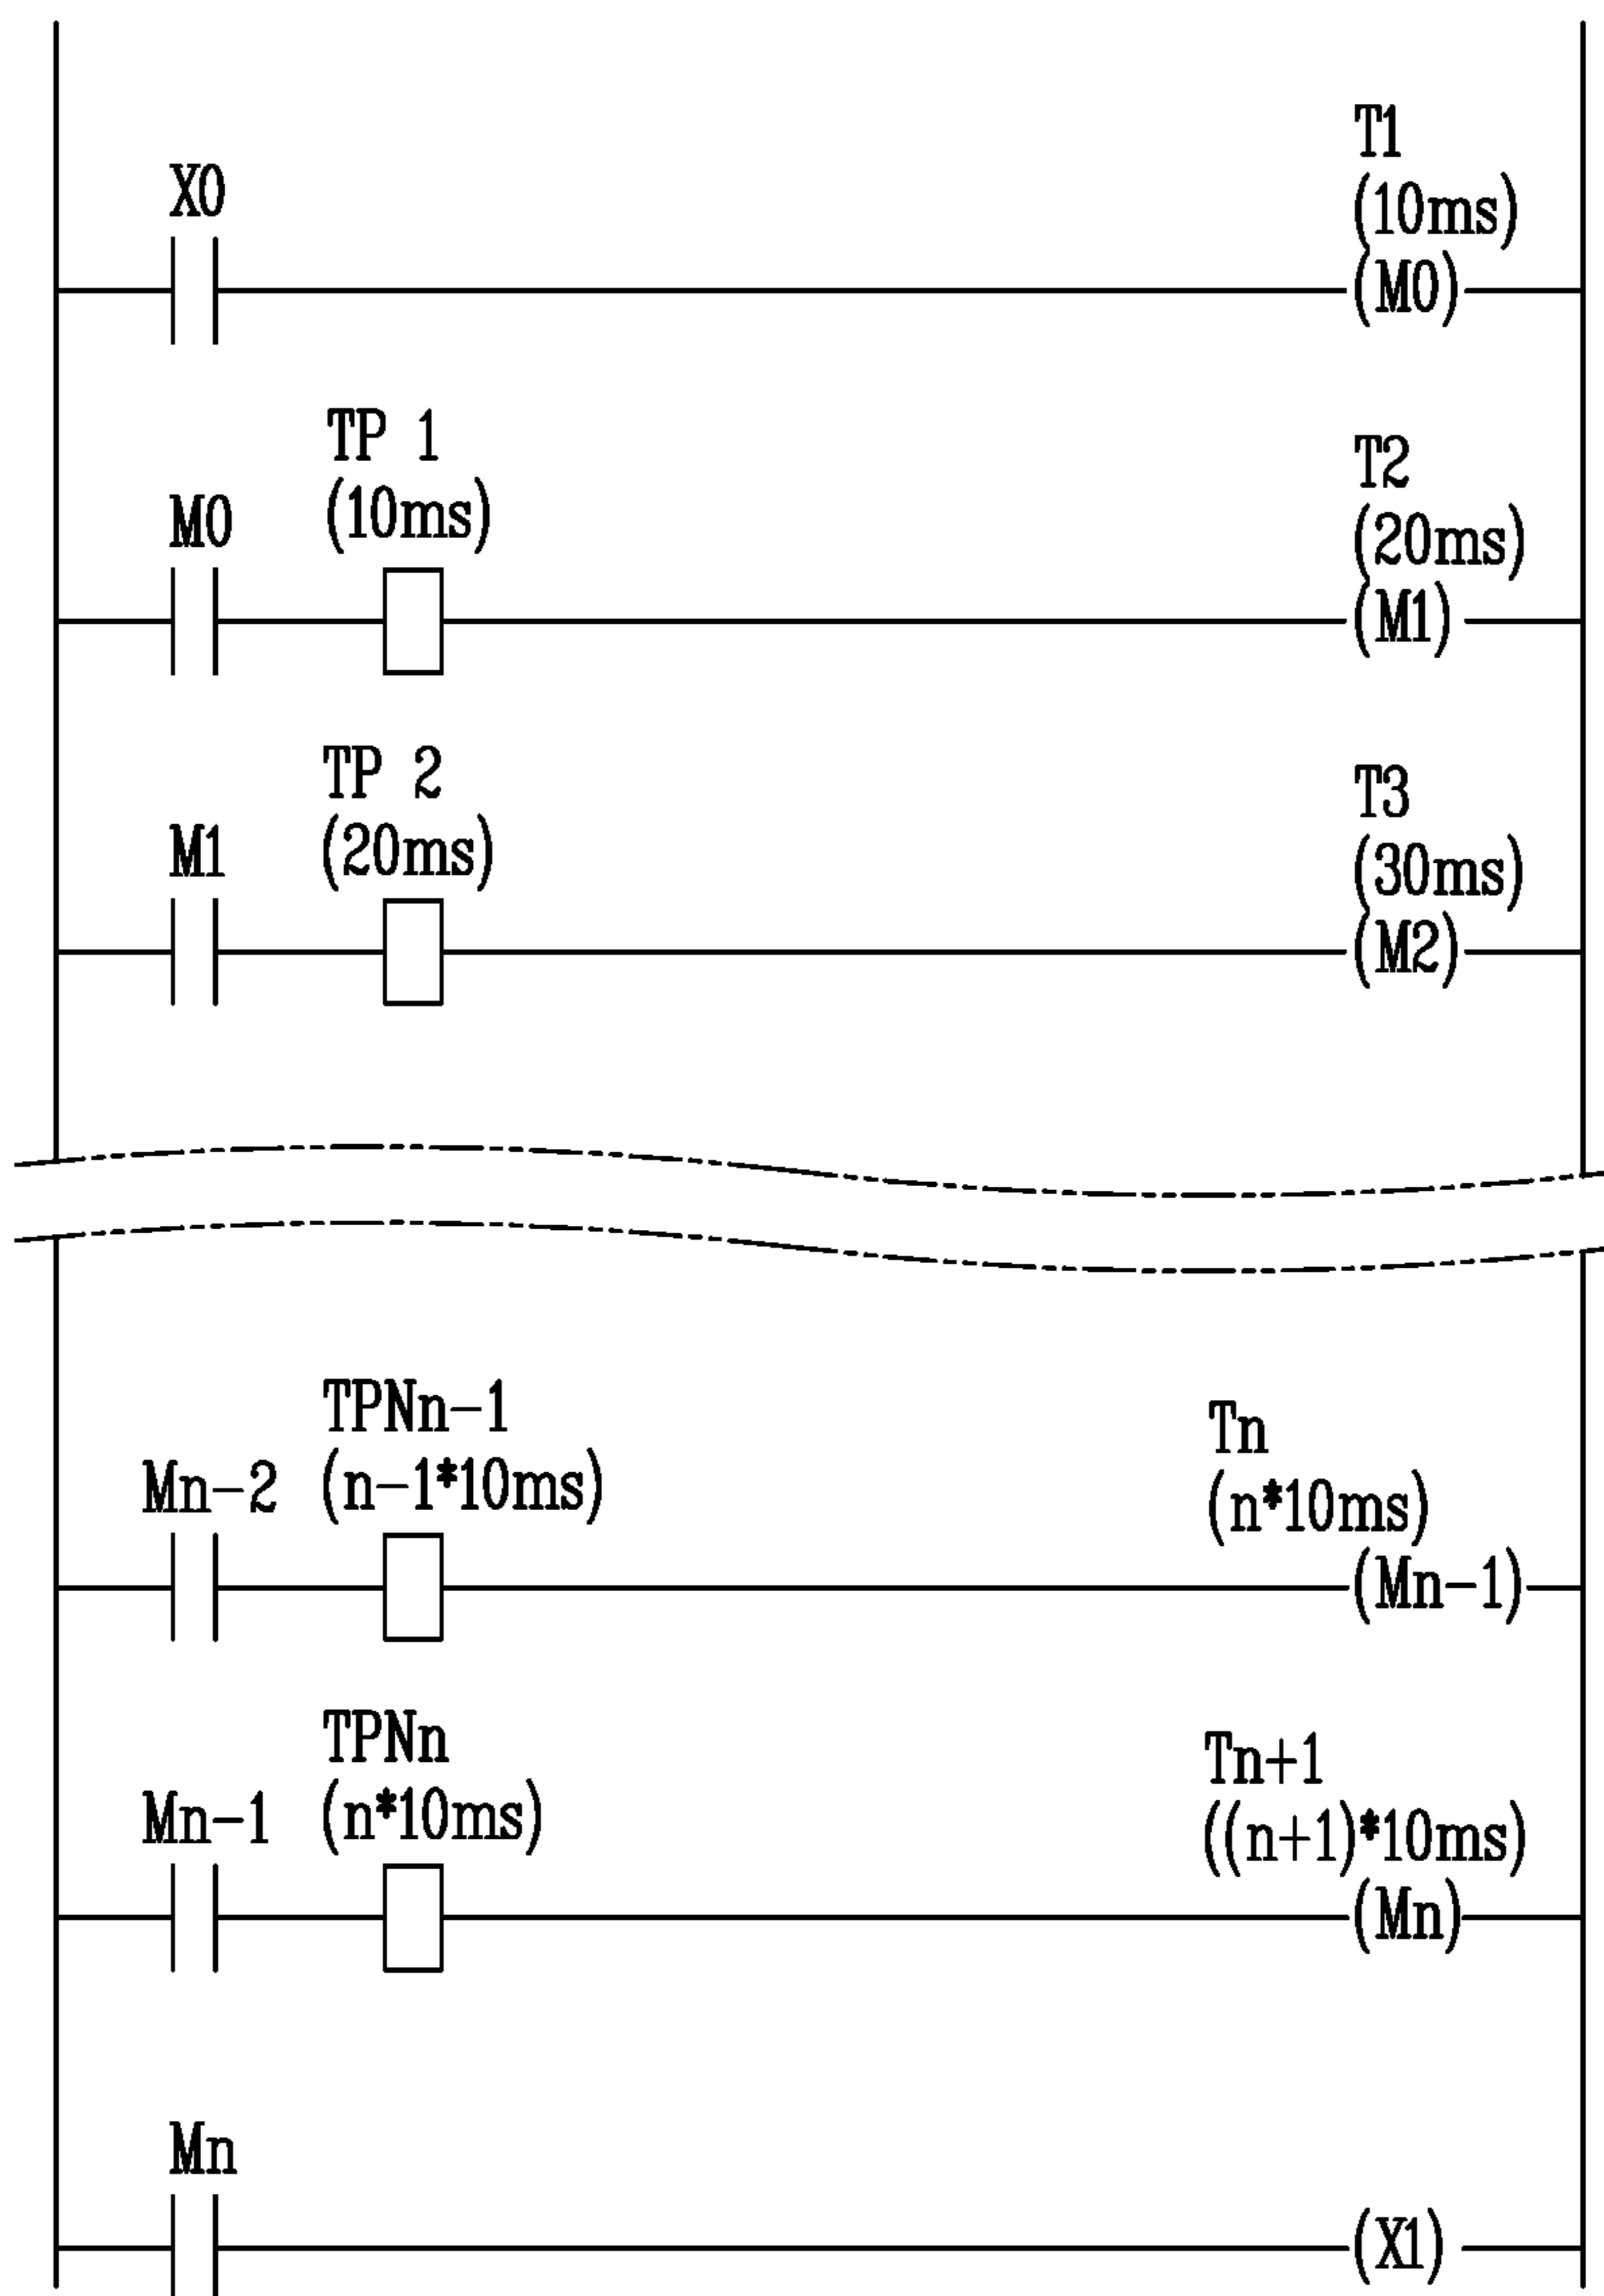 T1
X0 (10ms)
(M0)
TP 1
T2
M0 (10ms) (20ms)
(M1)
TP 2
T3
M1 (20ms) (30ms)
(M2)
TPNn-1
Tn
Mn-2 (n-1*10ms) (n*10ms)
(Mn-1)
TPNn
Tn+1
Mn-1 (n*10ms) ((n+1)*10ms)
(Mn)
Mn
(X1)